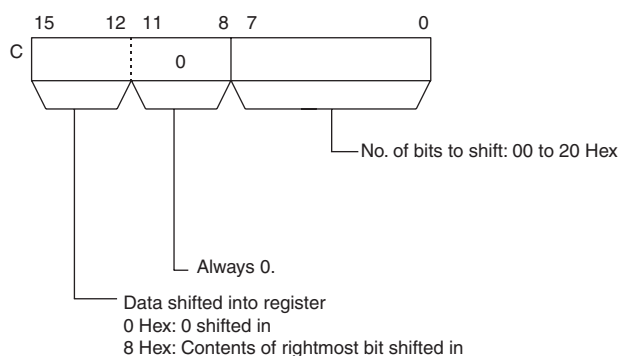 15 12 11 8 7 0
C
0
No. of bits to shift: 00 to 20 Hex
Always 0.
Data shifted into register
0 Hex: 0 shifted in
8 Hex: Contents of rightmost bit shifted in